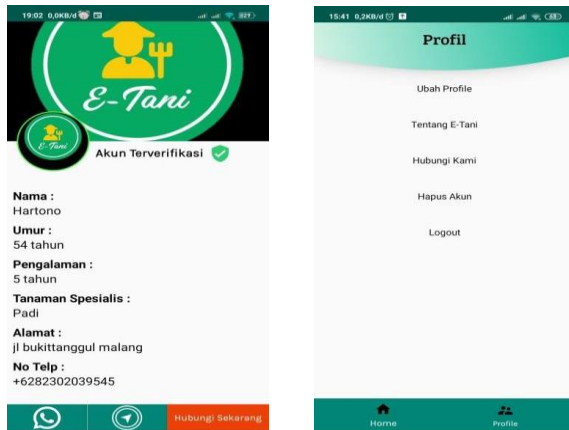 19:02 0,0KB/d
E-Tani
E-Tani
Akun Terverifikasi
Nama :
Hartono
Umur :
54 tahun
Pengalaman :
5 tahun
Tanaman Spesialis :
Padi
Alamat :
jl bukittanggul malang
No Telp :
+6282302039545
Hubungi Sekarang
15:41 0,2KB/d
Profil
Ubah Profile
Tentang E-Tani
Hubungi Kami
Hapus Akun
Logout
Home
Profile